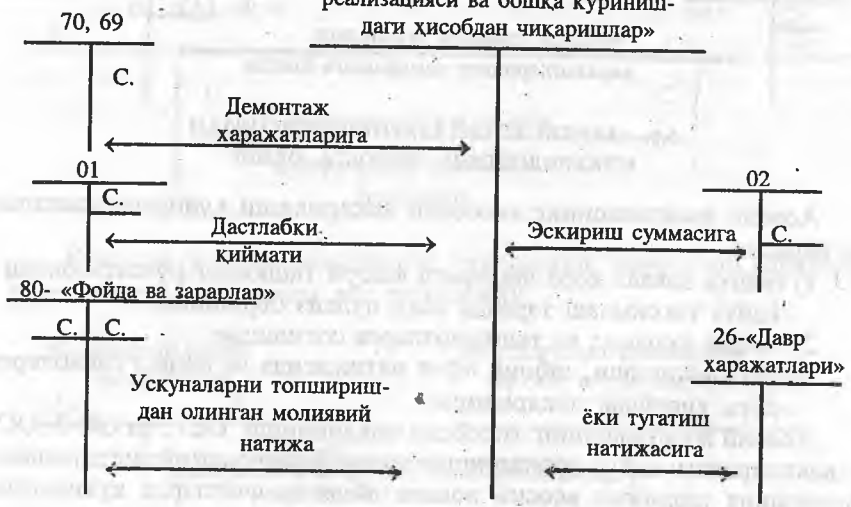 реализацияси ва бошқа кўриниш-
даги ҳисобдан чиқаришлар»
70, 69
С.
Демонтаж
харажатларига
01
С.
Дастлабки
қиймати
02
С.
Эскириш суммасига
80- «Фойда ва зарарлар»
С. С.
Ускуналарни топшириш-
дан олинган молиявий
натижа
26-«Давр
харажатлари»
ёки тугатиш
натижасига